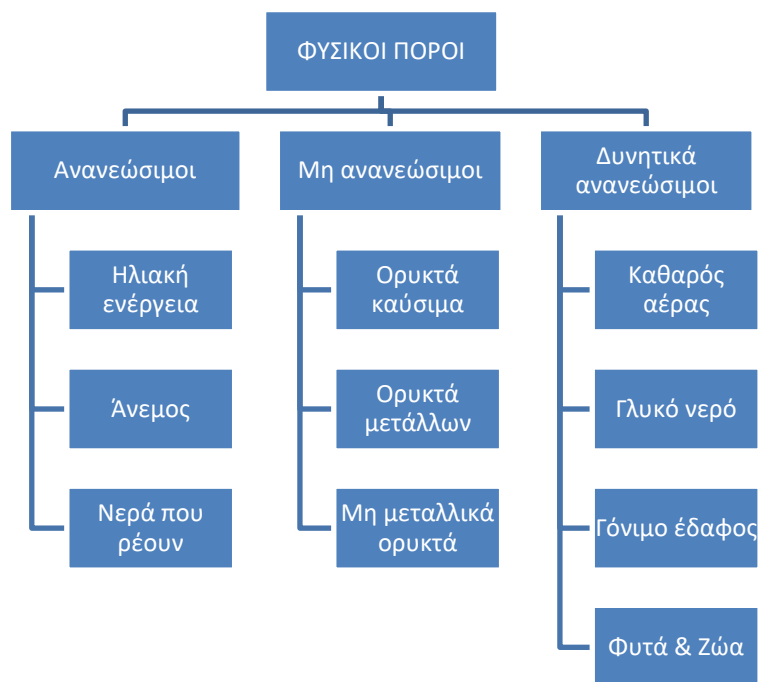 ΦΥΣΙΚΟΙ ΠΟΡΟΙ
Ανανεώσιμοι
Ηλιακή
ενέργεια
Άνεμος
Νερά που
ρέουν
Μη ανανεώσιμοι
Ορυκτά
καύσιμα
Ορυκτά
μετάλλων
Μη μεταλλικά
ορυκτά
Δυνητικά
ανανεώσιμοι
Καθαρός
αέρας
Γλυκό νερό
Γόνιμο έδαφος
Φυτά & Ζώα